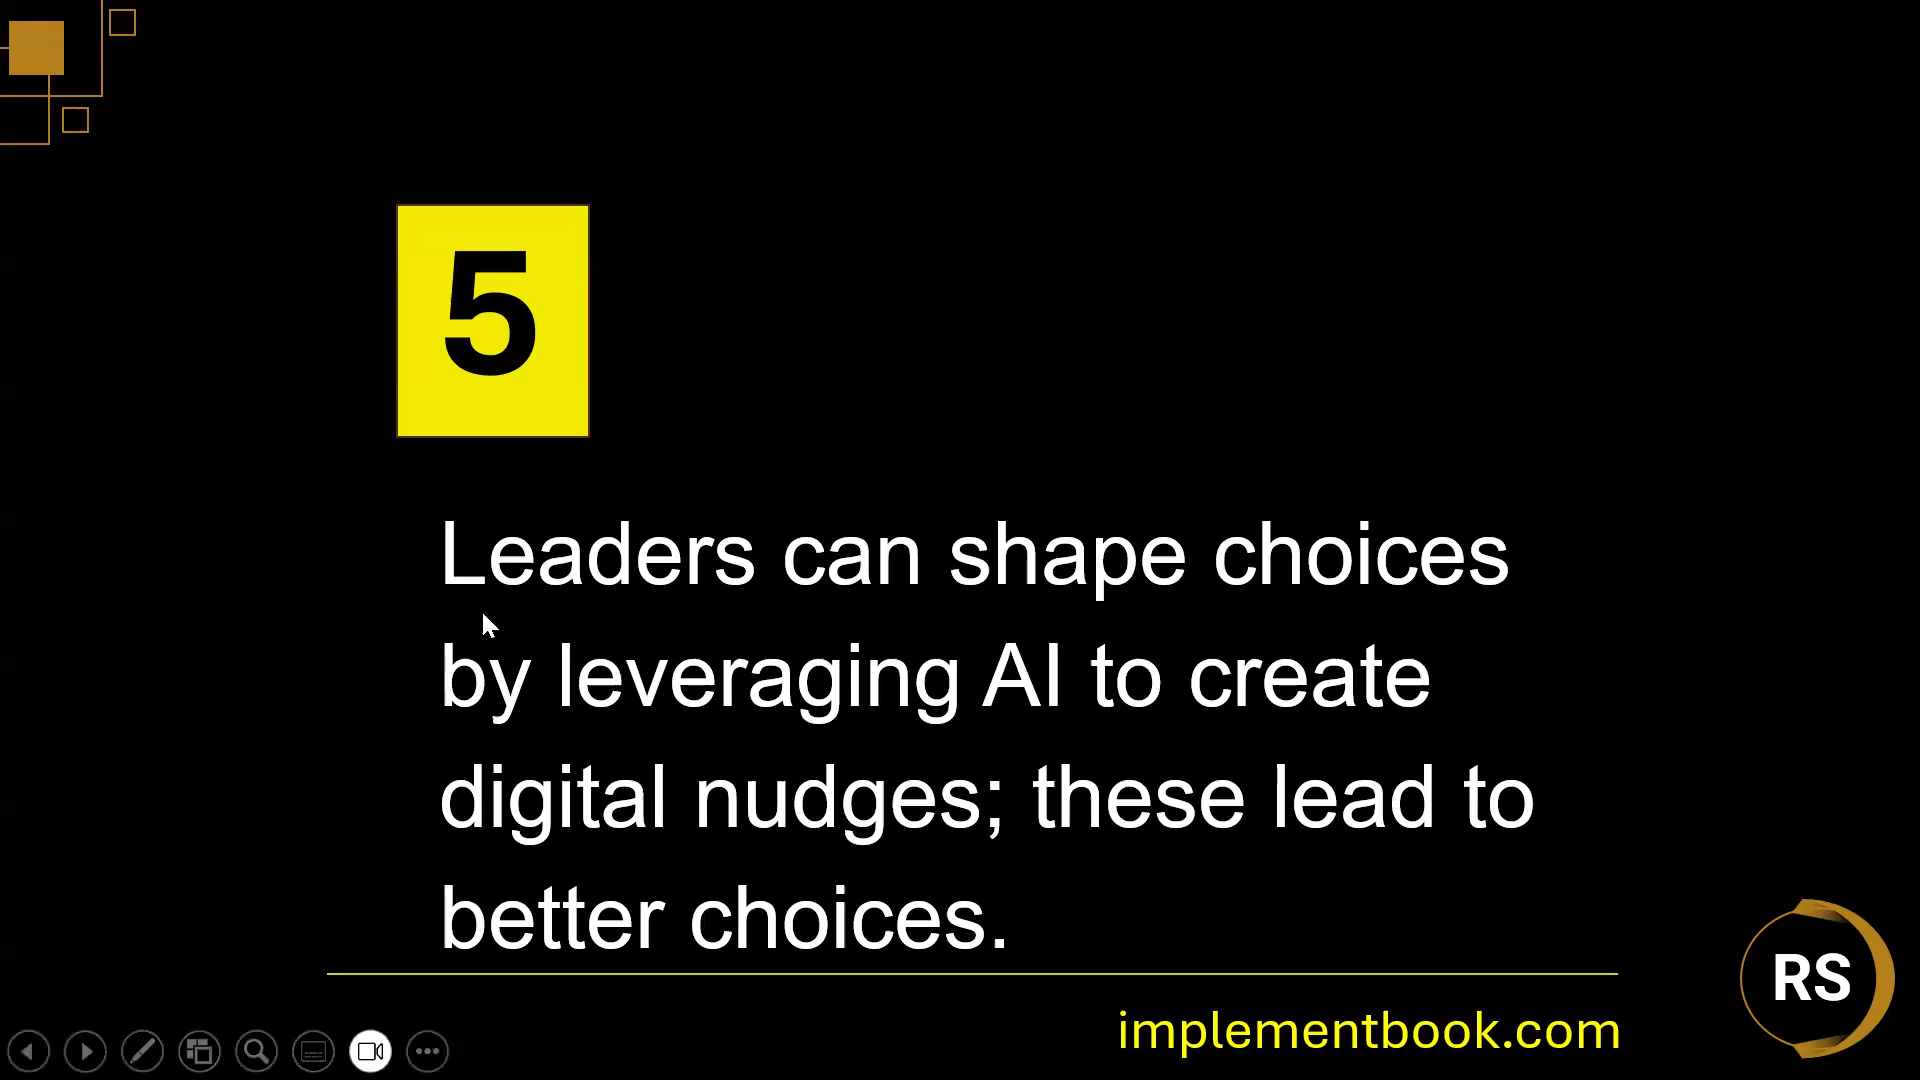 5
Leaders can shape choices
by leveraging AI to create
digital nudges; these lead to
better choices.
implementbook.com
RS